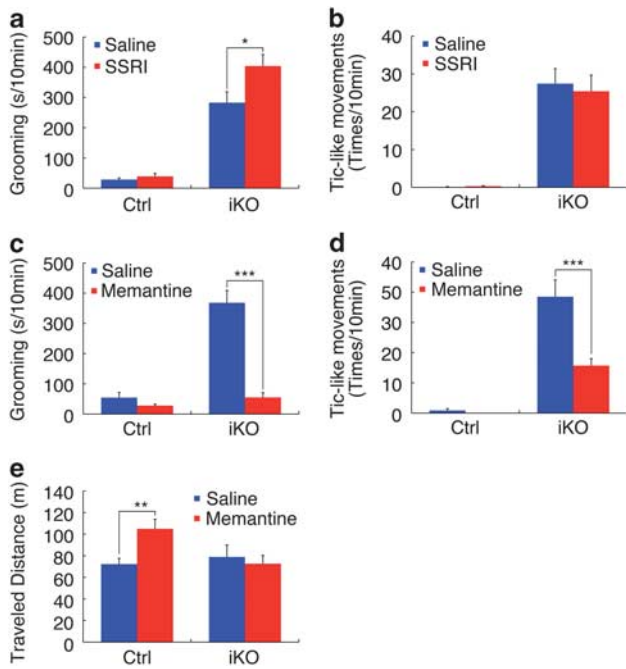 a
Grooming (s/10min)
500
400
300
200
100
0
Saline
SSRI
*
Ctrl
iKO
b
Tic-like movements
(Times/10min)
40
30
20
10
0
Saline
SSRI
Ctrl
iKO
c
Grooming (s/10min)
500
400
300
200
100
0
Saline
Memantine
***
Ctrl
iKO
d
Tic-like movements
(Times/10min)
50
40
30
20
10
0
Saline
Memantine
***
Ctrl
iKO
e
Traveled Distance (m)
140
120
100
80
60
40
20
0
Saline
Memantine
**
Ctrl
iKO